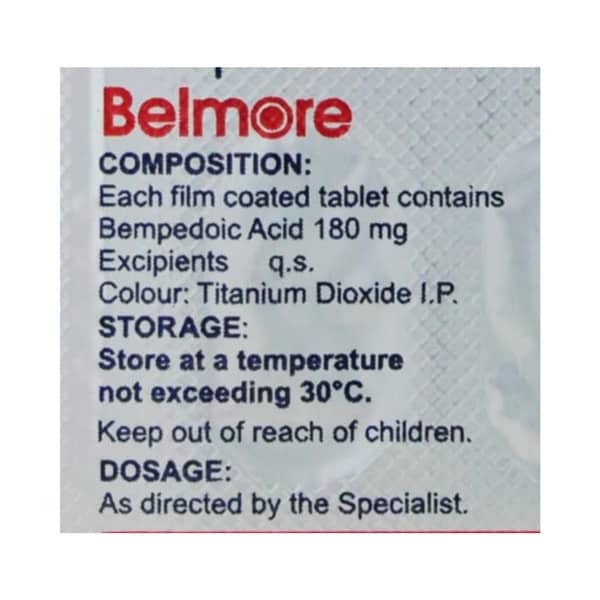 Belmore
COMPOSITION:
Each film coated tablet contains
Bempedoic Acid 180 mg
Excipients q.s.
Colour: Titanium Dioxide I.P.
STORAGE:
Store at a temperature
not exceeding 30°C.
Keep out of reach of children.
DOSAGE:
As directed by the Specialist.